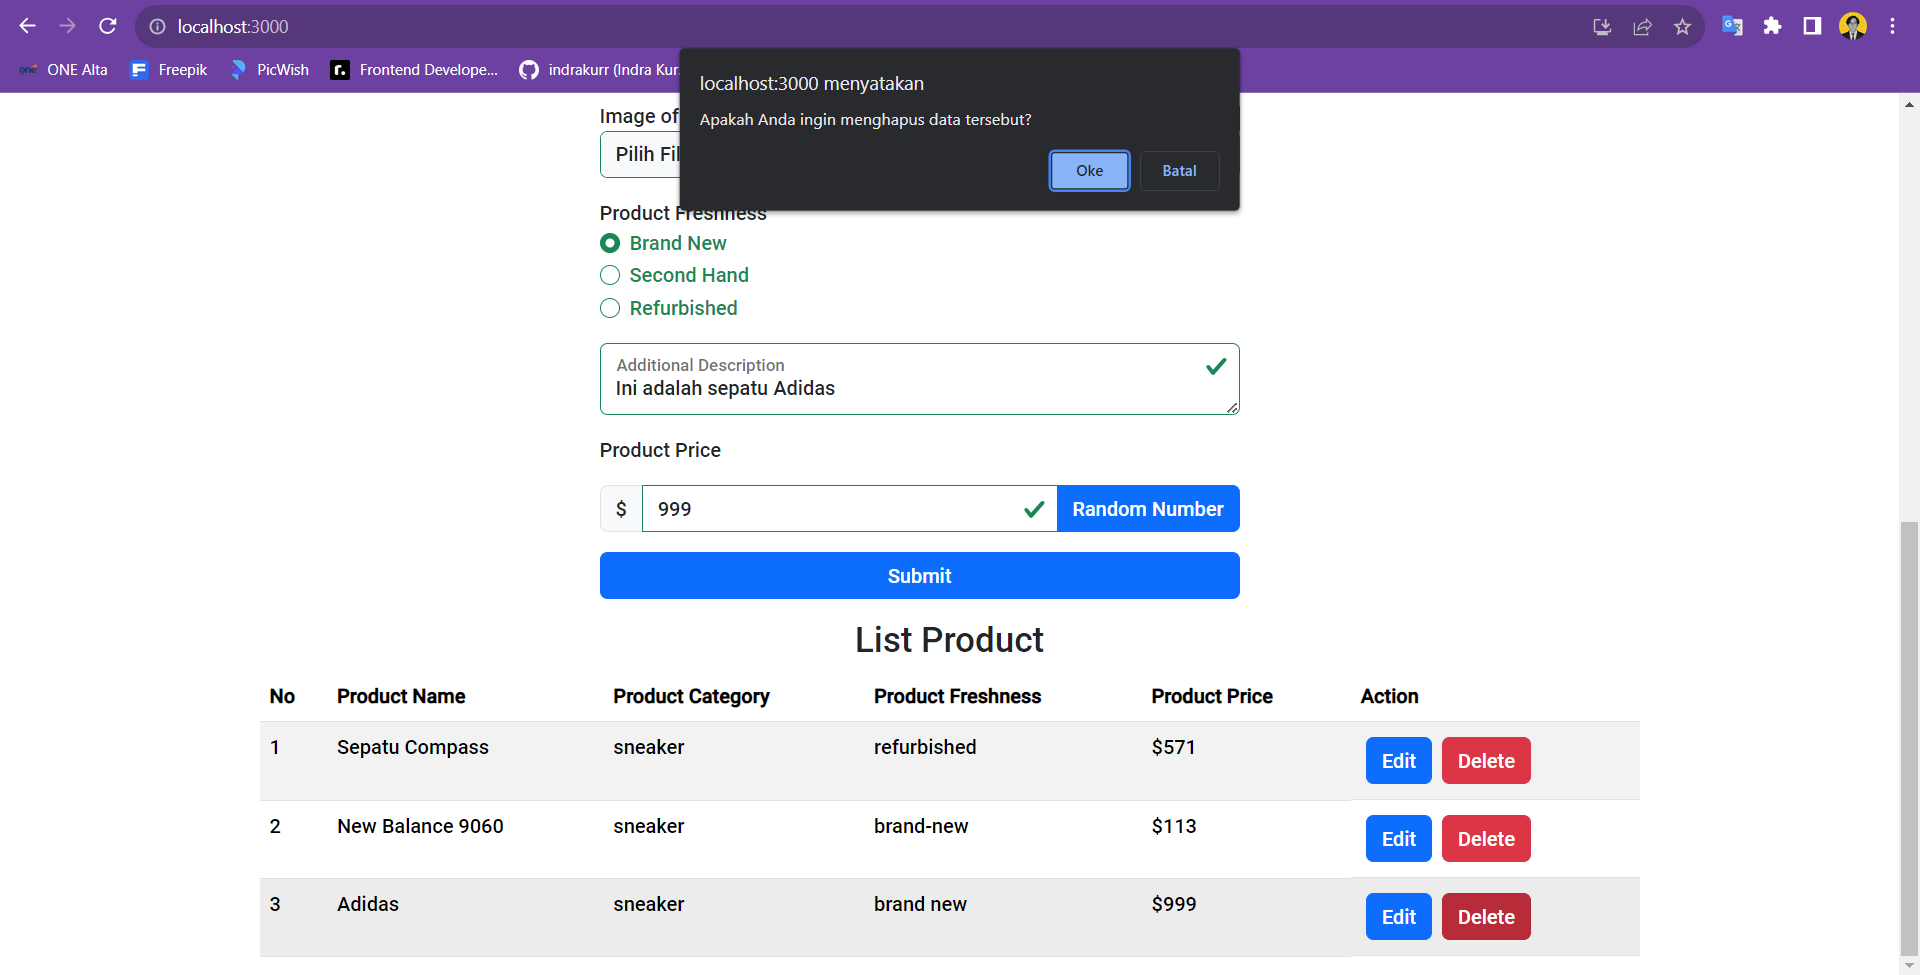 localhost:3000
one ONE Alta Freepik PicWish r. Frontend Develope... indrakurr (Indra Kur
localhost:3000 menyatakan
Apakah Anda ingin menghapus data tersebut?
Oke Batal
Image of
Pilih Fil
Product Freshness
Brand New
Second Hand
Refurbished
Additional Description
Ini adalah sepatu Adidas
Product Price
$ 999 Random Number
Submit
List Product
No Product Name Product Category Product Freshness Product Price Action
1 Sepatu Compass sneaker refurbished $571 Edit Delete
2 New Balance 9060 sneaker brand-new $113 Edit Delete
3 Adidas sneaker brand new $999 Edit Delete